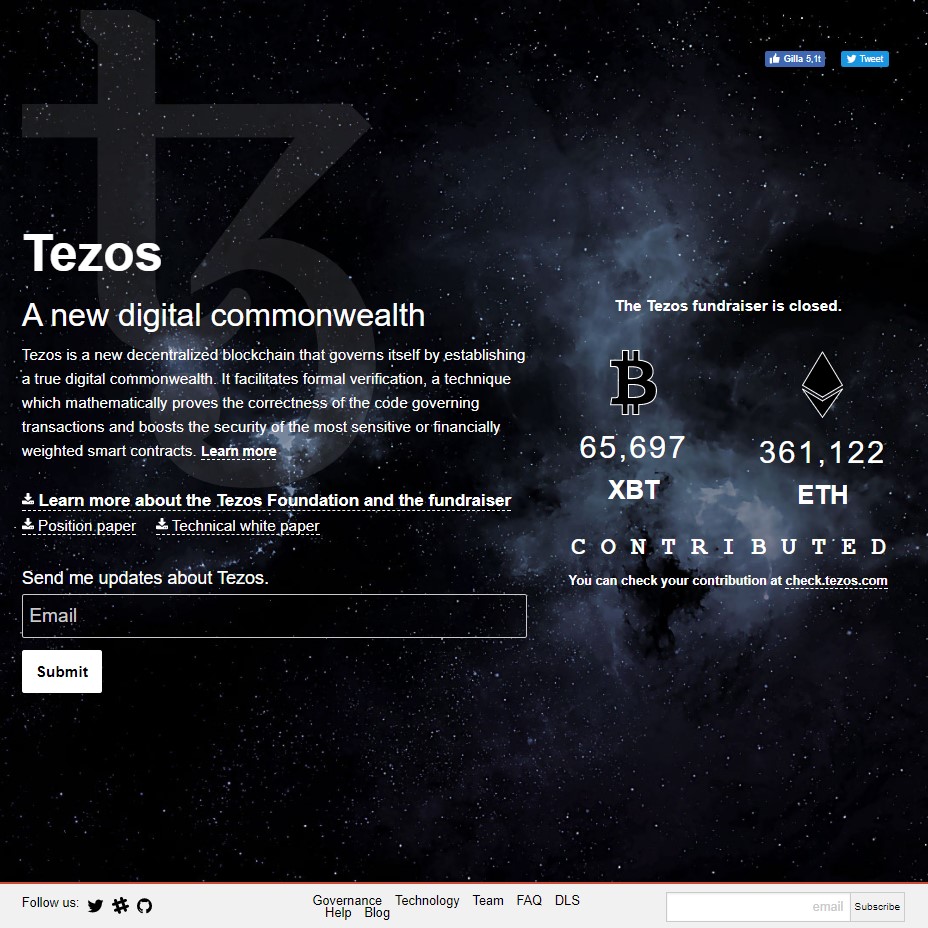 Gilla 5,1t
Tweet
Tezos
A new digital commonwealth
Tezos is a new decentralized blockchain that governs itself by establishing
a true digital commonwealth. It facilitates formal verification, a technique
which mathematically proves the correctness of the code governing
transactions and boosts the security of the most sensitive or financially
weighted smart contracts. Learn more
Learn more about the Tezos Foundation and the fundraiser
Position paper Technical white paper
Send me updates about Tezos.
Email
Submit
The Tezos fundraiser is closed.
65,697 361,122
XBT ETH
CONTRIBUTED
You can check your contribution at check.tezos.com
Follow us:
Governance Technology Team FAQ DLS
Help Blog
email Subscribe